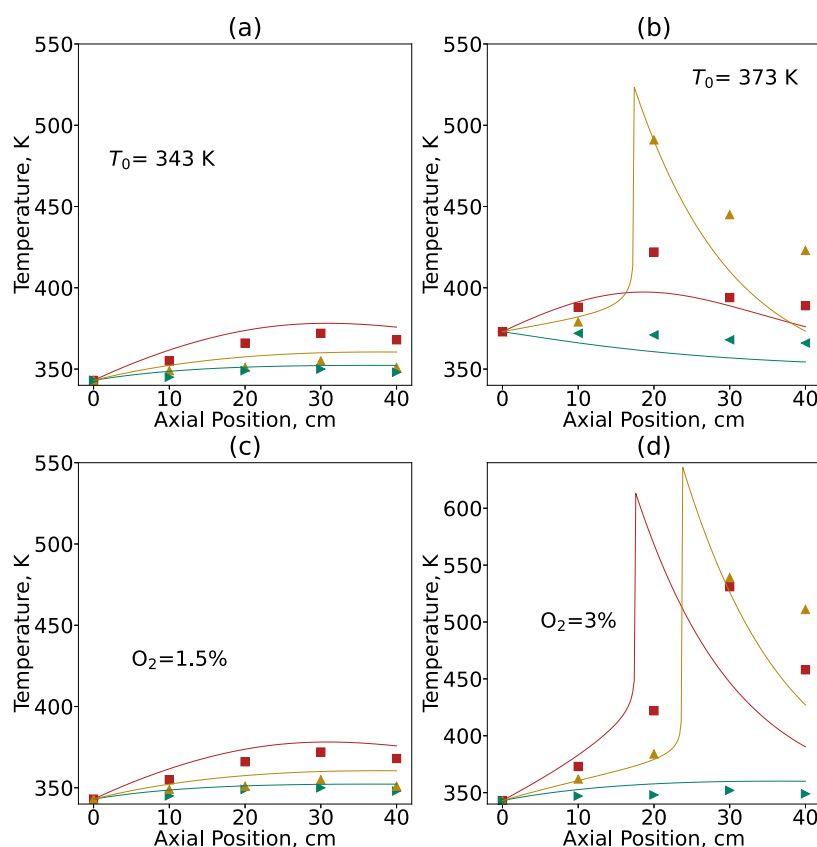 (a)
550
500
450
400
350
Temperature, K
T₀= 343 K
0 10 20 30 40
Axial Position, cm
(b)
550
500
450
400
350
Temperature, K
T₀= 373 K
0 10 20 30 40
Axial Position, cm
(c)
550
500
450
400
350
Temperature, K
O₂=1.5%
0 10 20 30 40
Axial Position, cm
(d)
600
550
500
450
400
350
Temperature, K
O₂=3%
0 10 20 30 40
Axial Position, cm